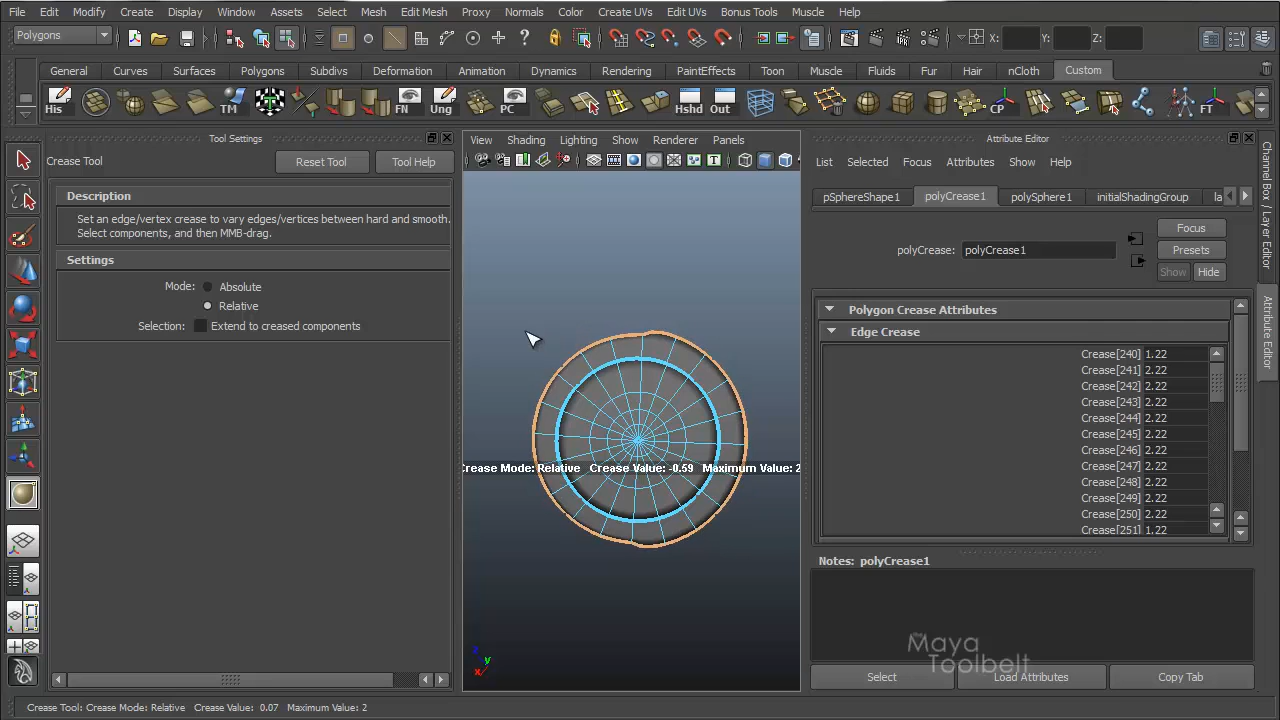 File Edit Modify Create Display Window Assets Select Mesh Edit Mesh Proxy Normals Color Create UVs Edit UVs Bonus Tools Muscle Help
Polygons X: Y: Z:
General Curves Surfaces Polygons Subdivs Deformation Animation Dynamics Rendering PaintEffects Toon Muscle Fluids Fur Hair nCloth Custom
His TM FN Ung PC Hshd Out CP FT
Tool Settings
Crease Tool Reset Tool Tool Help
Description
Set an edge/vertex crease to vary edges/vertices between hard and smooth.
Select components, and then MMB-drag.
Settings
Mode: Absolute
Relative
Selection: Extend to creased components
View Shading Lighting Show Renderer Panels
Crease Mode: Relative Crease Value: -0.59 Maximum Value: 2
y
x
Attribute Editor
List Selected Focus Attributes Show Help
pSphereShape1 polyCrease1 polySphere1 initialShadingGroup la
Focus
polyCrease: polyCrease1
Presets
Show Hide
Polygon Crease Attributes
Edge Crease
Crease[240] 1.22
Crease[241] 2.22
Crease[242] 2.22
Crease[243] 2.22
Crease[244] 2.22
Crease[245] 2.22
Crease[246] 2.22
Crease[247] 2.22
Crease[248] 2.22
Crease[249] 2.22
Crease[250] 2.22
Crease[251] 1.22
Notes: polyCrease1
Maya
Toolbelt
Select Load Attributes Copy Tab
Channel Box / Layer Editor
Attribute Editor
Crease Tool: Crease Mode: Relative Crease Value: 0.07 Maximum Value: 2